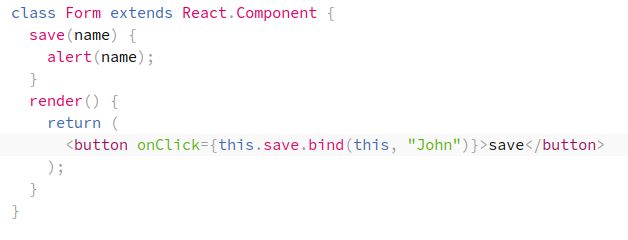 class Form extends React.Component {
  save(name) {
    alert(name);
  }
  render() {
    return (
      <button onClick={this.save.bind(this, "John")}>save</button>
    );
  }
}